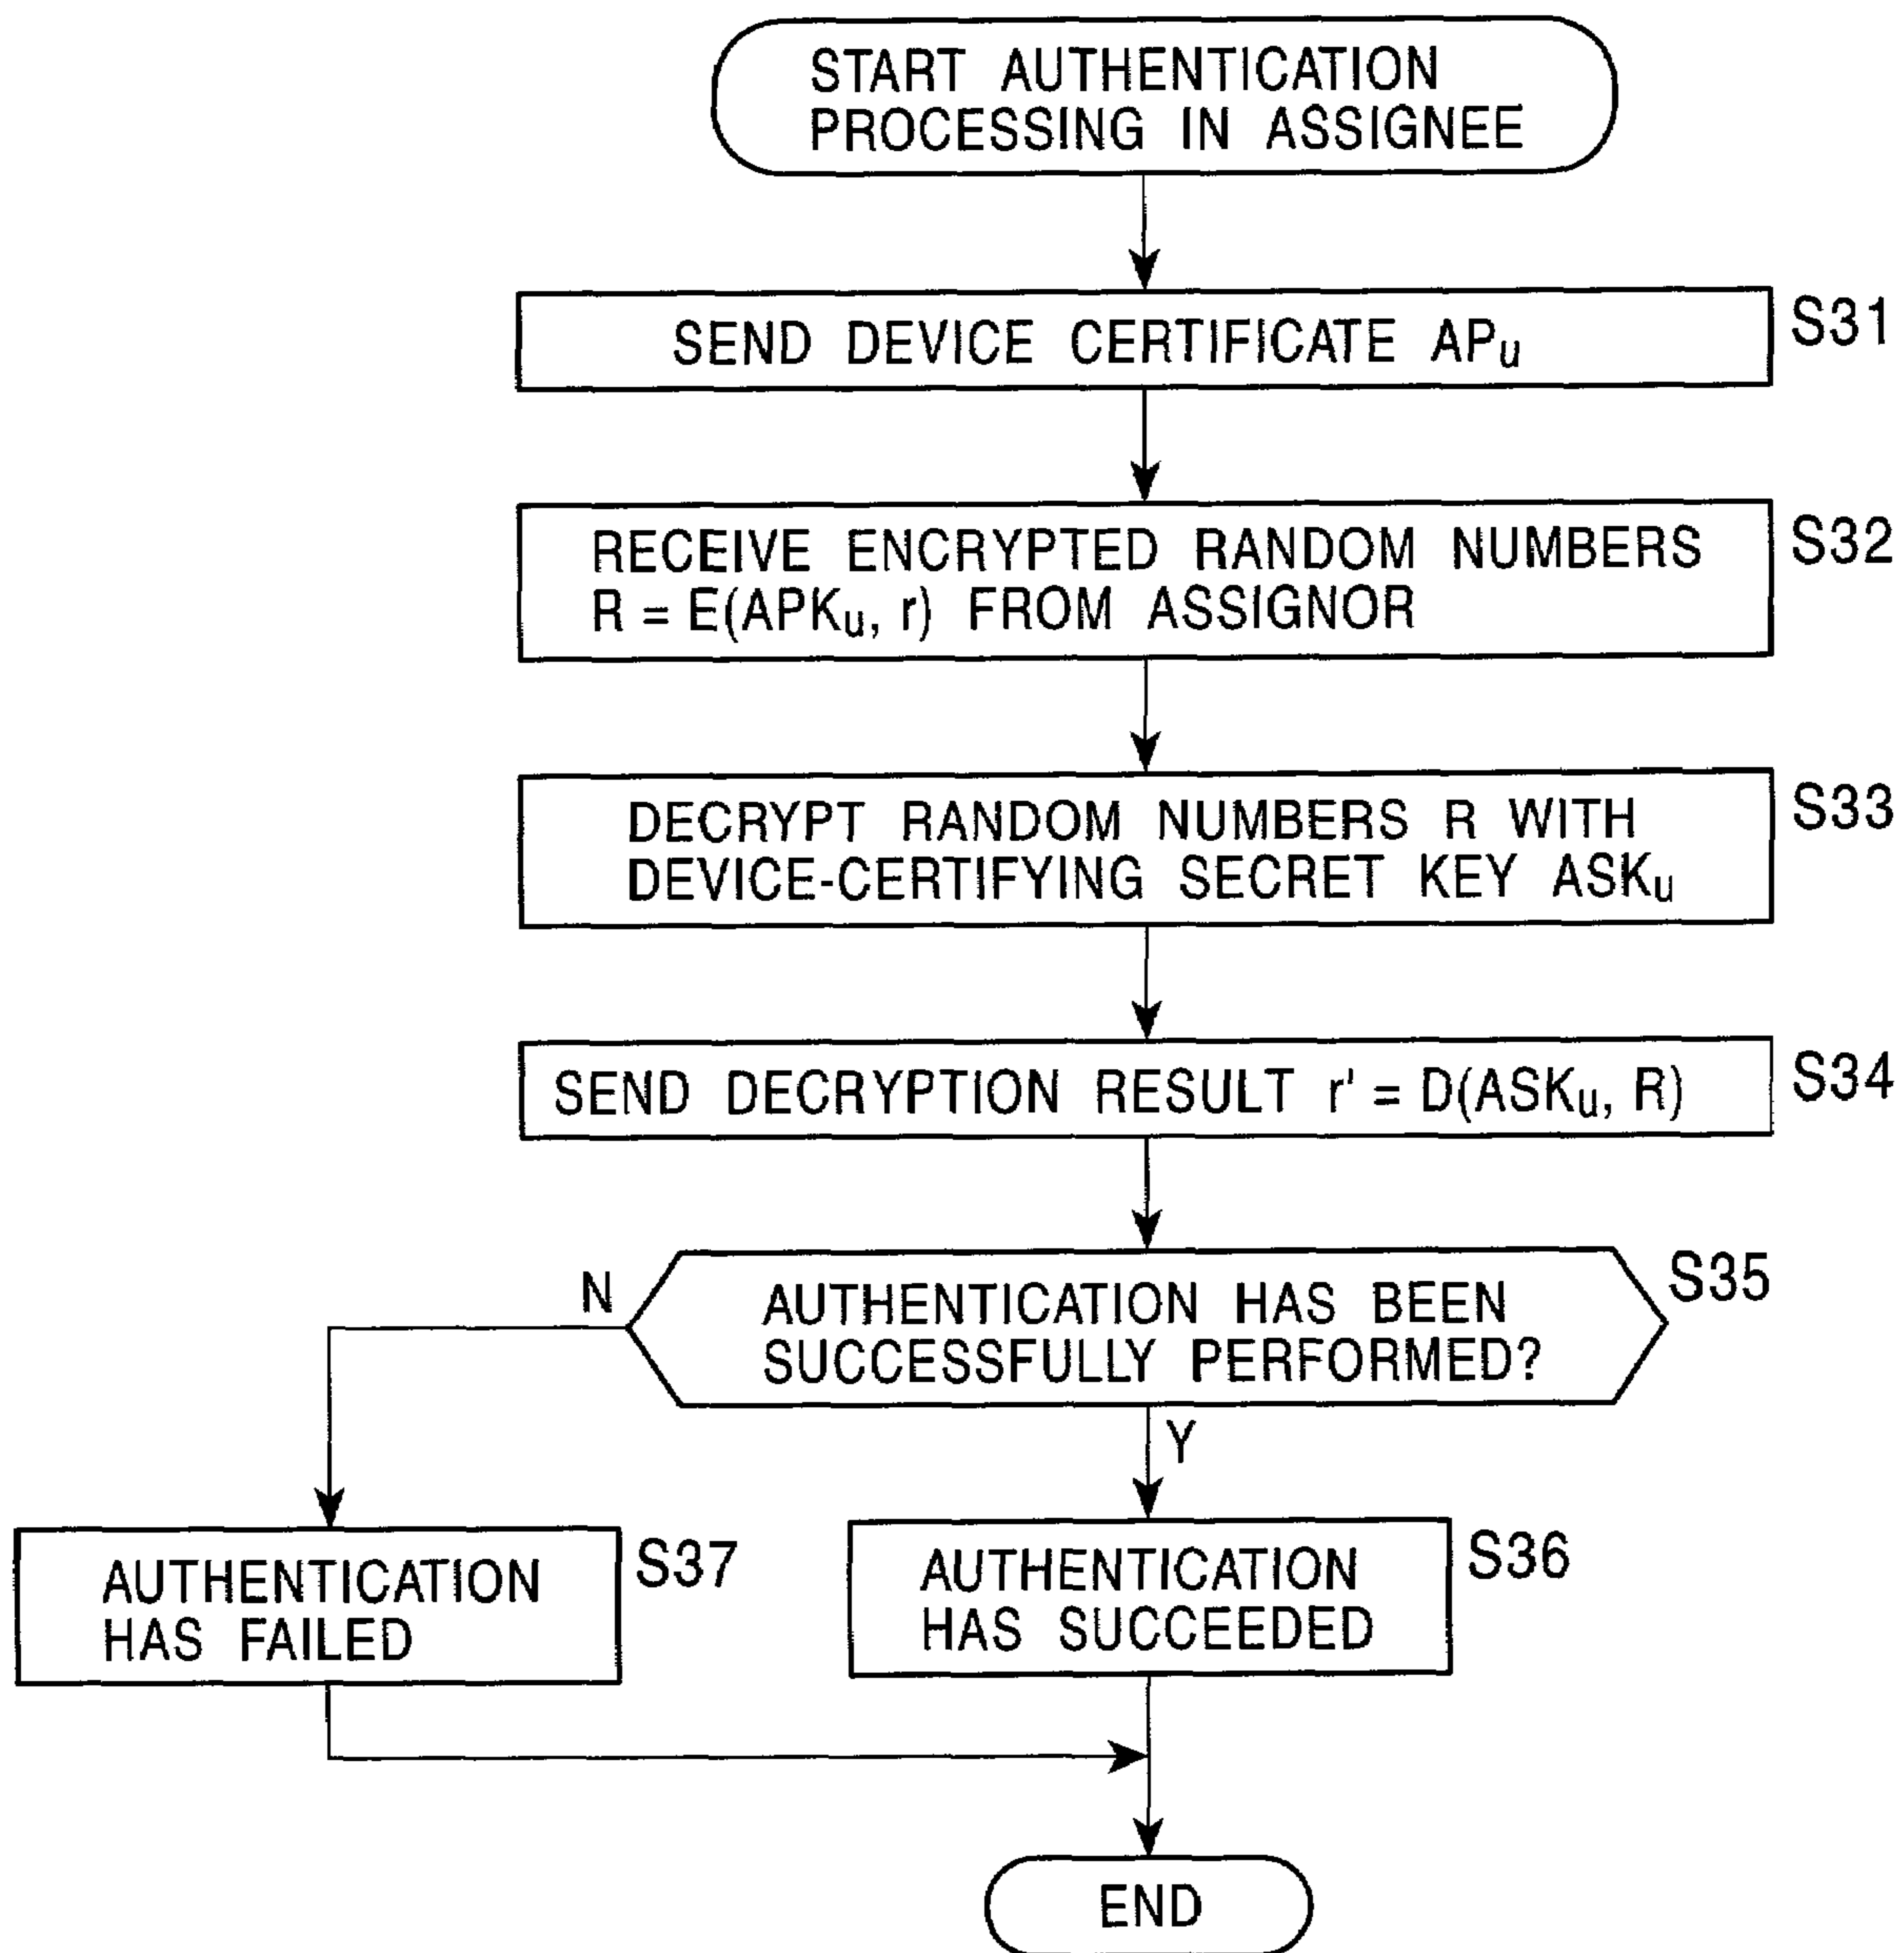 START AUTHENTICATION
PROCESSING IN ASSIGNEE
SEND DEVICE CERTIFICATE APu
S31
RECEIVE ENCRYPTED RANDOM NUMBERS
R = E(APKu, r) FROM ASSIGNOR
S32
DECRYPT RANDOM NUMBERS R WITH
DEVICE-CERTIFYING SECRET KEY ASKu
S33
SEND DECRYPTION RESULT r' = D(ASKu, R)
S34
AUTHENTICATION HAS BEEN
SUCCESSFULLY PERFORMED?
S35
N
Y
AUTHENTICATION
HAS FAILED
S37
AUTHENTICATION
HAS SUCCEEDED
S36
END